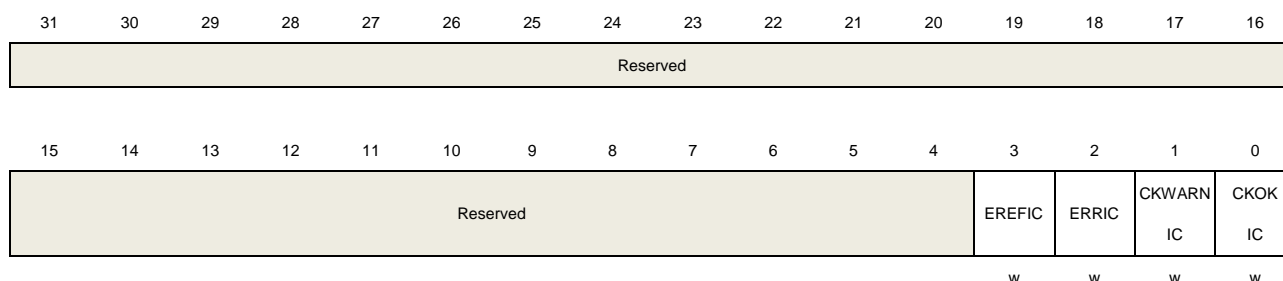 31 30 29 28 27 26 25 24 23 22 21 20 19 18 17 16
Reserved
15 14 13 12 11 10 9 8 7 6 5 4 3 2 1 0
Reserved EREFIC ERRIC CKWARN IC CKOK IC
w w w w